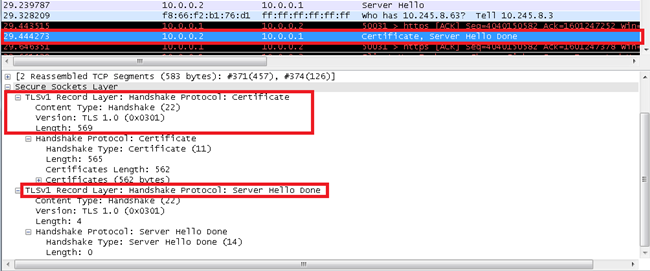 29.239787 10.0.0.2 10.0.0.1 Server Hello
29.328209 f8:66:f2:b1:76:d1 ff:ff:ff:ff:ff:ff Who has 10.245.8.63? Tell 10.245.8.3
29.443515 10.0.0.1 10.0.0.2 50031 > https [ACK] Seq=4040150582 Ack=1601247252 Win=
29.444273 10.0.0.2 10.0.0.1 Certificate, Server Hello Done
29.646351 10.0.0.1 10.0.0.2 50031 > https [ACK] Seq=4040150582 Ack=1601247378 Win=
[2 Reassembled TCP Segments (583 bytes): #371(457), #374(126)]
Secure Sockets Layer
TLSv1 Record Layer: Handshake Protocol: Certificate
Content Type: Handshake (22)
Version: TLS 1.0 (0x0301)
Length: 569
Handshake Protocol: Certificate
Handshake Type: Certificate (11)
Length: 565
Certificates Length: 562
Certificates (562 bytes)
TLSv1 Record Layer: Handshake Protocol: Server Hello Done
Content Type: Handshake (22)
Version: TLS 1.0 (0x0301)
Length: 4
Handshake Protocol: Server Hello Done
Handshake Type: Server Hello Done (14)
Length: 0